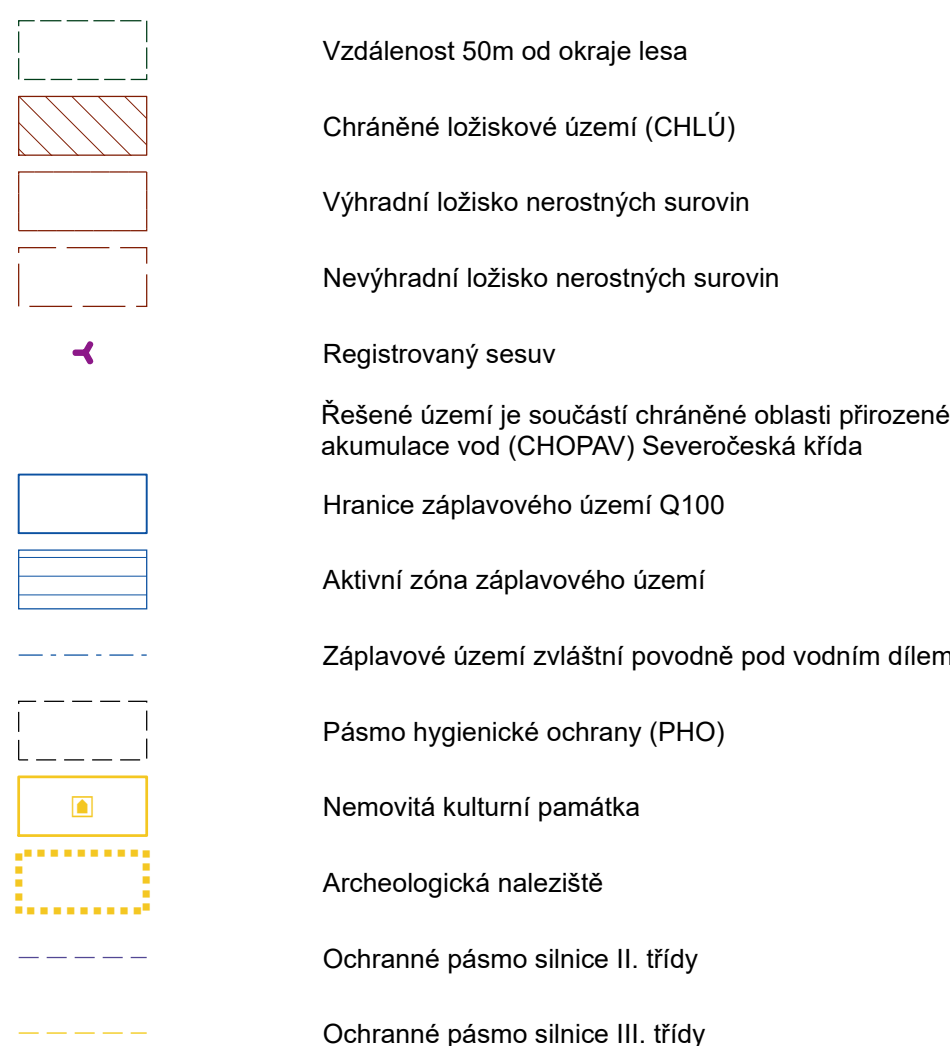 Vzdálenost 50m od okraje lesa
Chráněné ložiskové území (CHLÚ)
Výhradní ložisko nerostných surovin
Nevýhradní ložisko nerostných surovin
Registrovaný sesuv
Řešené území je součástí chráněné oblasti přirozené
akumulace vod (CHOPAV) Severočeská křída
Hranice záplavového území Q100
Aktivní zóna záplavového území
Záplavové území zvláštní povodně pod vodním dílem
Pásmo hygienické ochrany (PHO)
Nemovitá kulturní památka
Archeologická naleziště
Ochranné pásmo silnice II. třídy
Ochranné pásmo silnice III. třídy